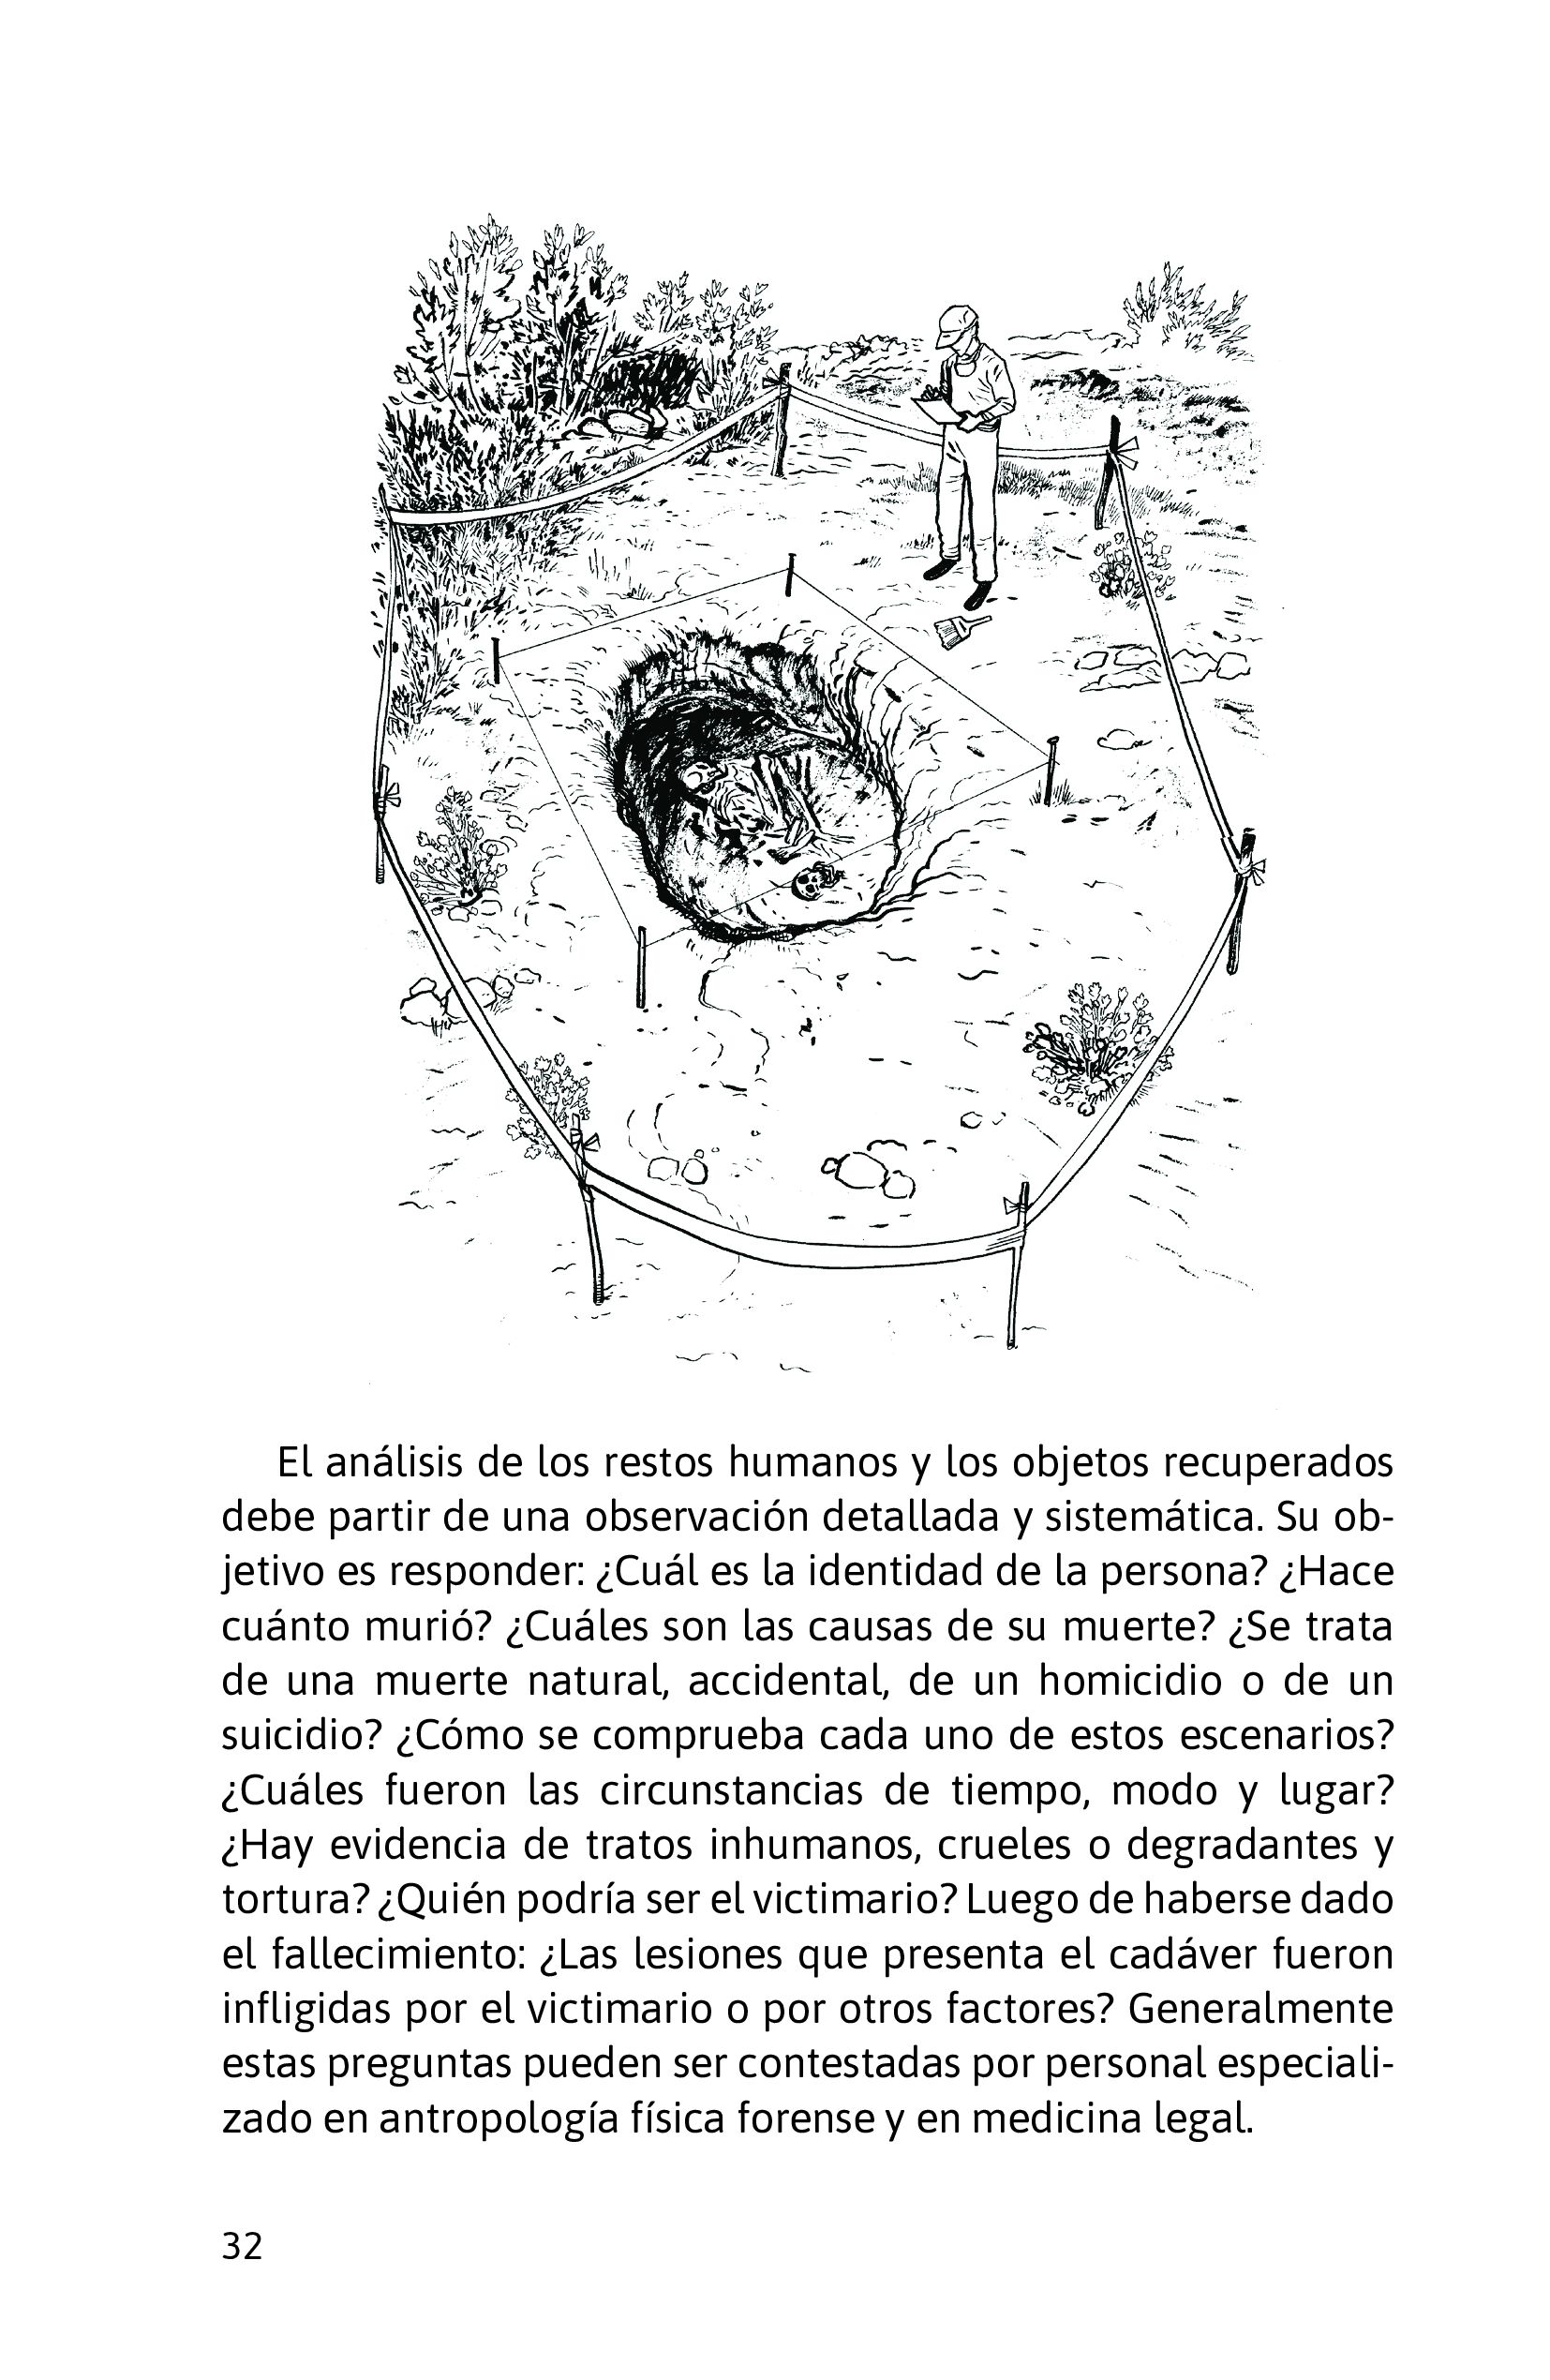 El análisis de los restos humanos y los objetos recuperados
debe partir de una observación detallada y sistemática. Su ob-
jetivo es responder: ¿Cuál es la identidad de la persona? ¿Hace
cuánto murió? ¿Cuáles son las causas de su muerte? ¿Se trata
de una muerte natural, accidental, de un homicidio o de un
suicidio? ¿Cómo se comprueba cada uno de estos escenarios?
¿Cuáles fueron las circunstancias de tiempo, modo y lugar?
¿Hay evidencia de tratos inhumanos, crueles o degradantes y
tortura? ¿Quién podría ser el victimario? Luego de haberse dado
el fallecimiento: ¿Las lesiones que presenta el cadáver fueron
infligidas por el victimario o por otros factores? Generalmente
estas preguntas pueden ser contestadas por personal especiali-
zado en antropología física forense y en medicina legal.
32